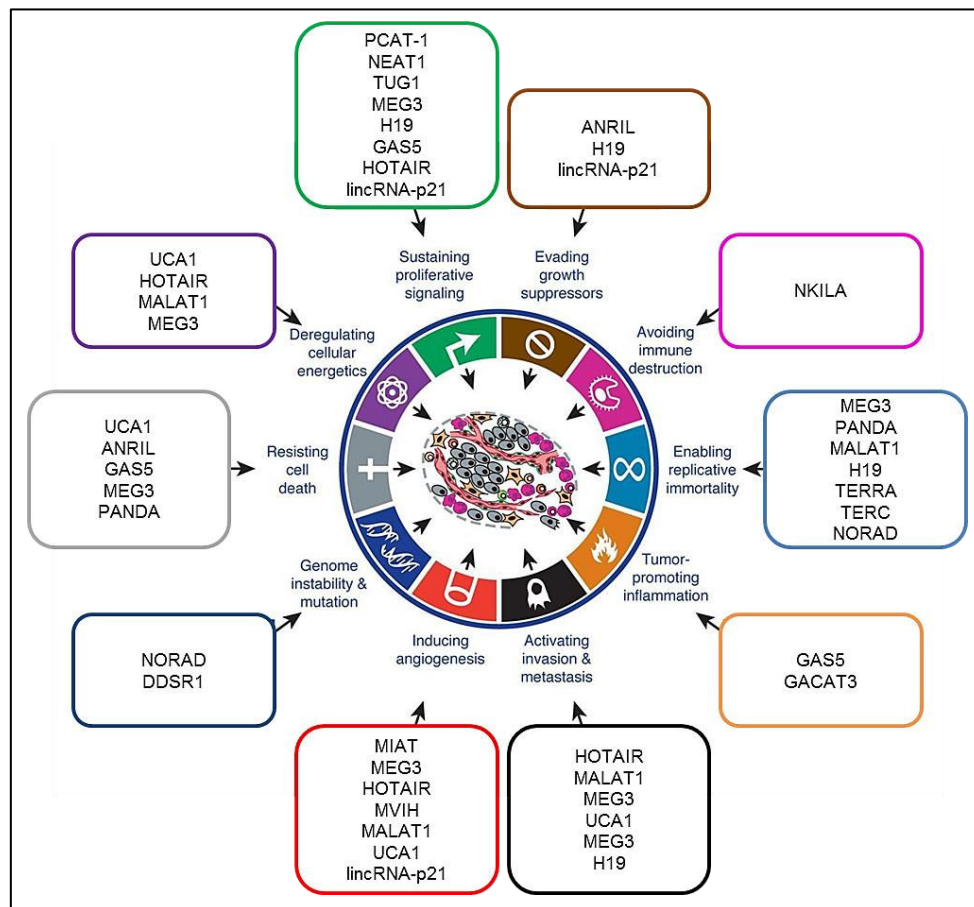 PCAT-1
NEAT1
TUG1
MEG3
H19
GAS5
HOTAIR
lincRNA-p21
ANRIL
H19
lincRNA-p21
Sustaining
proliferative
signaling
Evading
growth
suppressors
UCA1
HOTAIR
MALAT1
MEG3
NKILA
Deregulating
cellular
energetics
Avoiding
immune
destruction
UCA1
ANRIL
GAS5
MEG3
PANDA
Resisting
cell
death
Enabling
replicative
immortality
MEG3
PANDA
MALAT1
H19
TERRA
TERC
NORAD
Genome
instability &
mutation
Tumor-
promoting
inflammation
NORAD
DDSR1
Inducing
angiogenesis
Activating
invasion &
metastasis
GAS5
GACAT3
MIAT
MEG3
HOTAIR
MVIH
MALAT1
UCA1
lincRNA-p21
HOTAIR
MALAT1
MEG3
UCA1
MEG3
H19